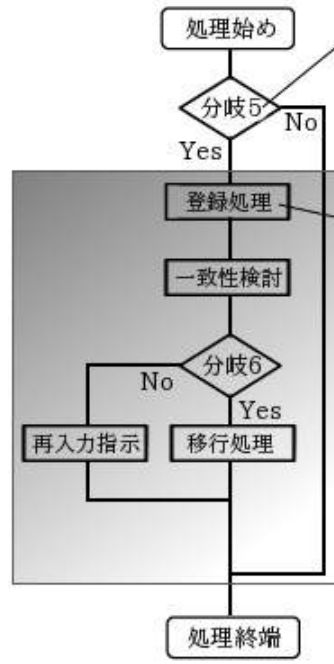 処理始め
分岐5
No
Yes
登録処理
一致性検討
分岐6
No
Yes
再入力指示
移行処理
処理終端